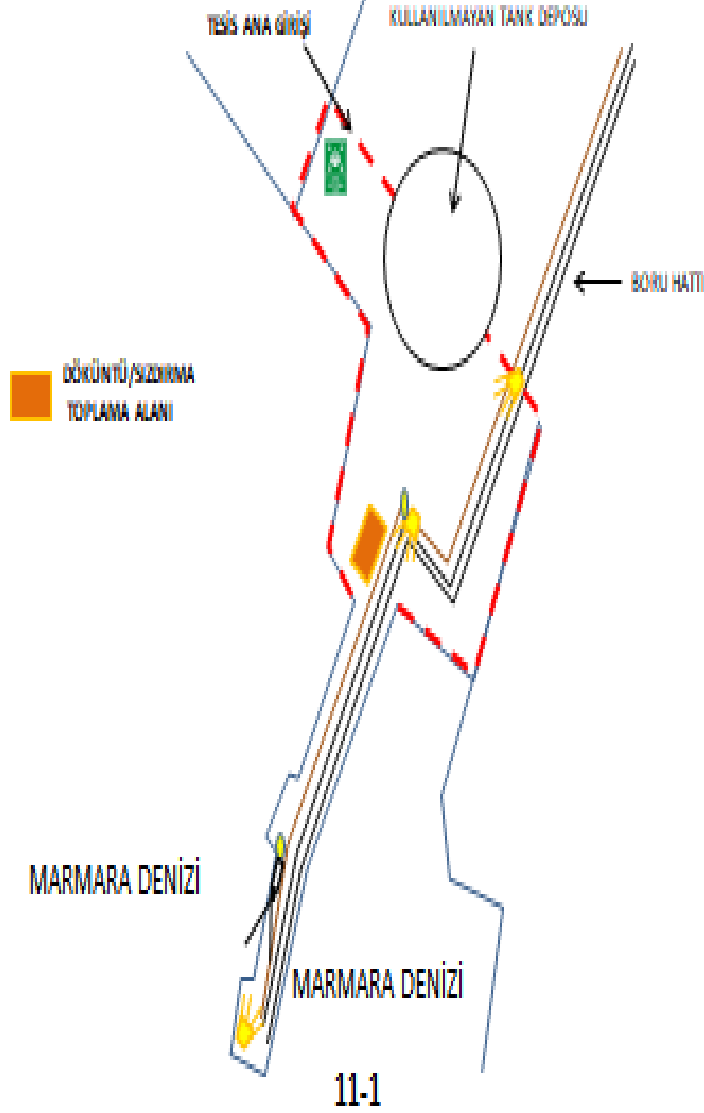 TESİS ANA GİRİŞİ
KULLANILMAYAN TANK DEPOSU
BORU HATTI
DÖKÜNTÜ/SIZDIRMA
TOPLAMA ALANI
MARMARA DENİZİ
MARMARA DENİZİ
11-1